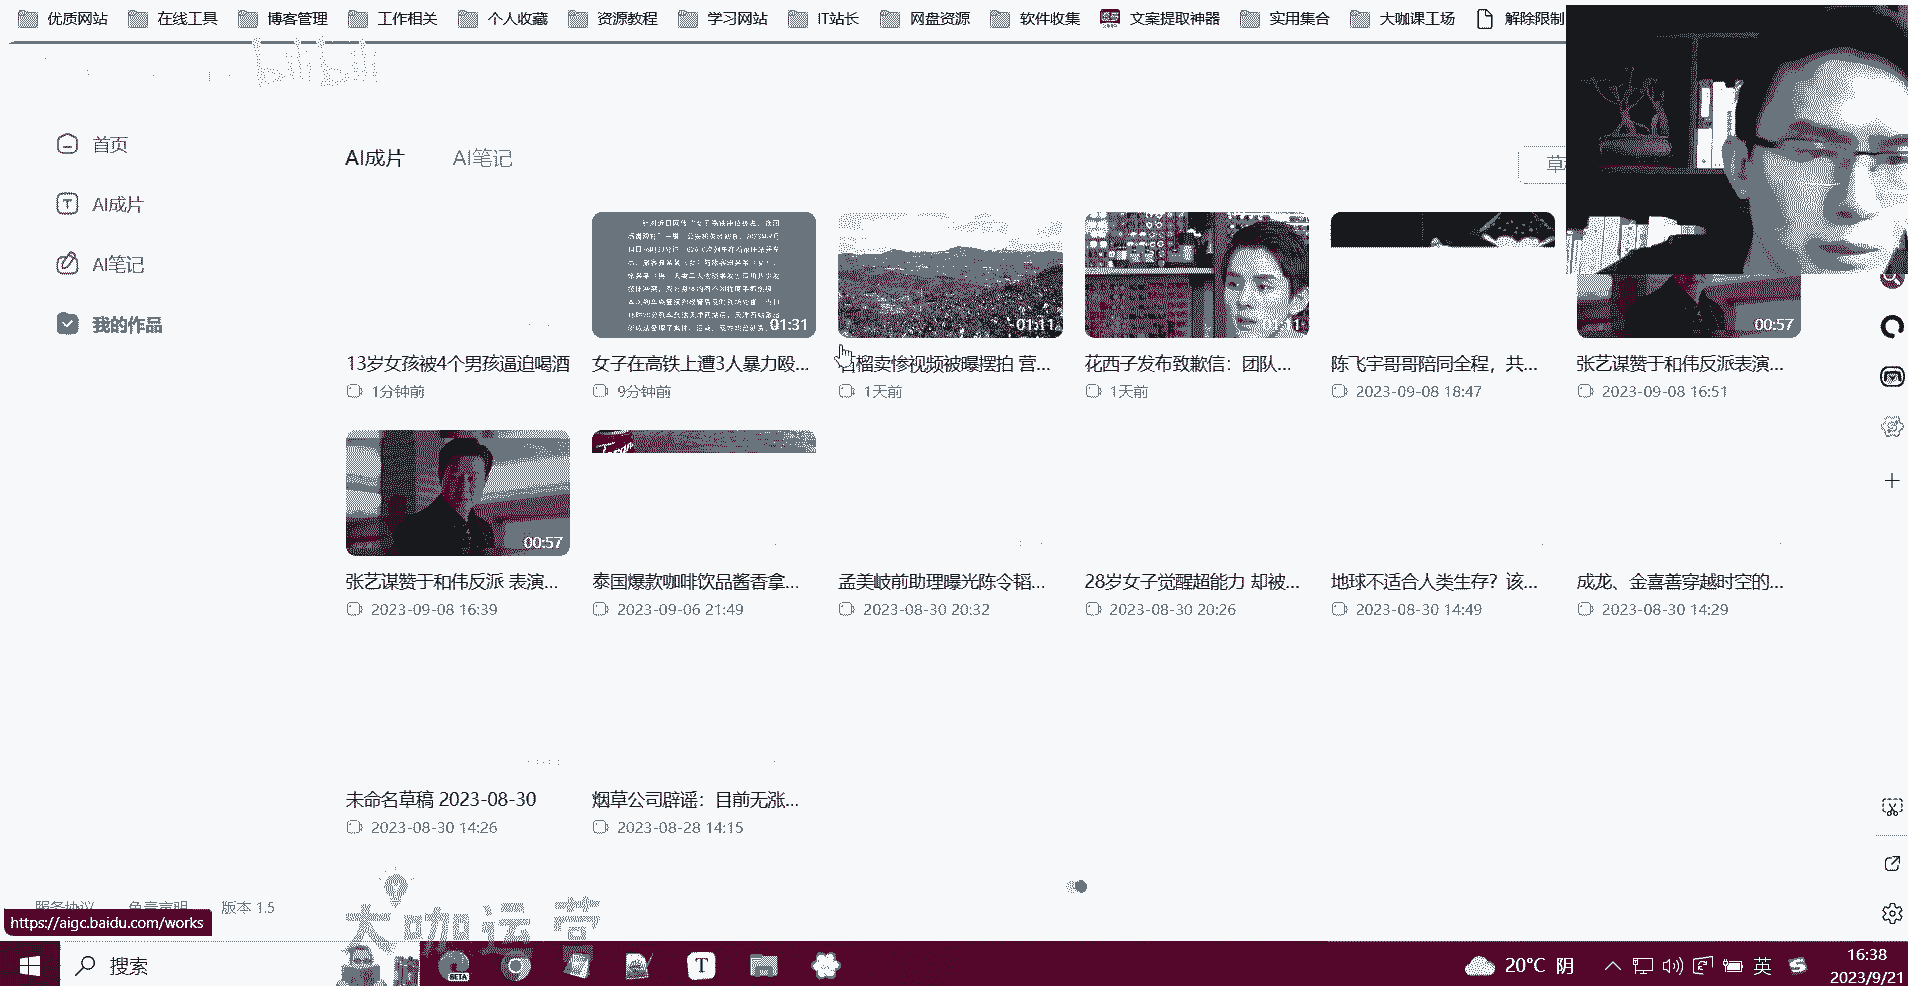 优质网站 在线工具 博客管理 工作相关 个人收藏 资源教程 学习网站 IT站长 网盘资源 软件收集 文案提取神器 实用集合 大咖课工场 解除限制
bilibili
首页
AI成片
AI笔记
我的作品
AI成片 AI笔记
草
01:31
01:11
01:11
00:57
13岁女孩被4个男孩逼迫喝酒 女子在高铁上遭3人暴力殴... 榴卖惨视频被曝摆拍 营... 花西子发布致歉信：团队... 陈飞宇哥哥陪同全程，共... 张艺谋赞于和伟反派表演...
1分钟前 9分钟前 1天前 1天前 2023-09-08 18:47 2023-09-08 16:51
00:57
张艺谋赞于和伟反派 表演... 泰国爆款咖啡饮品酱香拿... 孟美岐前助理曝光陈令韬... 28岁女子觉醒超能力 却被... 地球不适合人类生存？该... 成龙、金喜善穿越时空的...
2023-09-08 16:39 2023-09-06 21:49 2023-08-30 20:32 2023-08-30 20:26 2023-08-30 14:49 2023-08-30 14:29
未命名草稿 2023-08-30 烟草公司辟谣：目前无涨...
2023-08-30 14:26 2023-08-28 14:15
服务协议 免责声明 版本 1.5
https://aigc.baidu.com/works
大咖运营
搜索
BETA
T
20°C 阴
英
16:38
2023/9/21